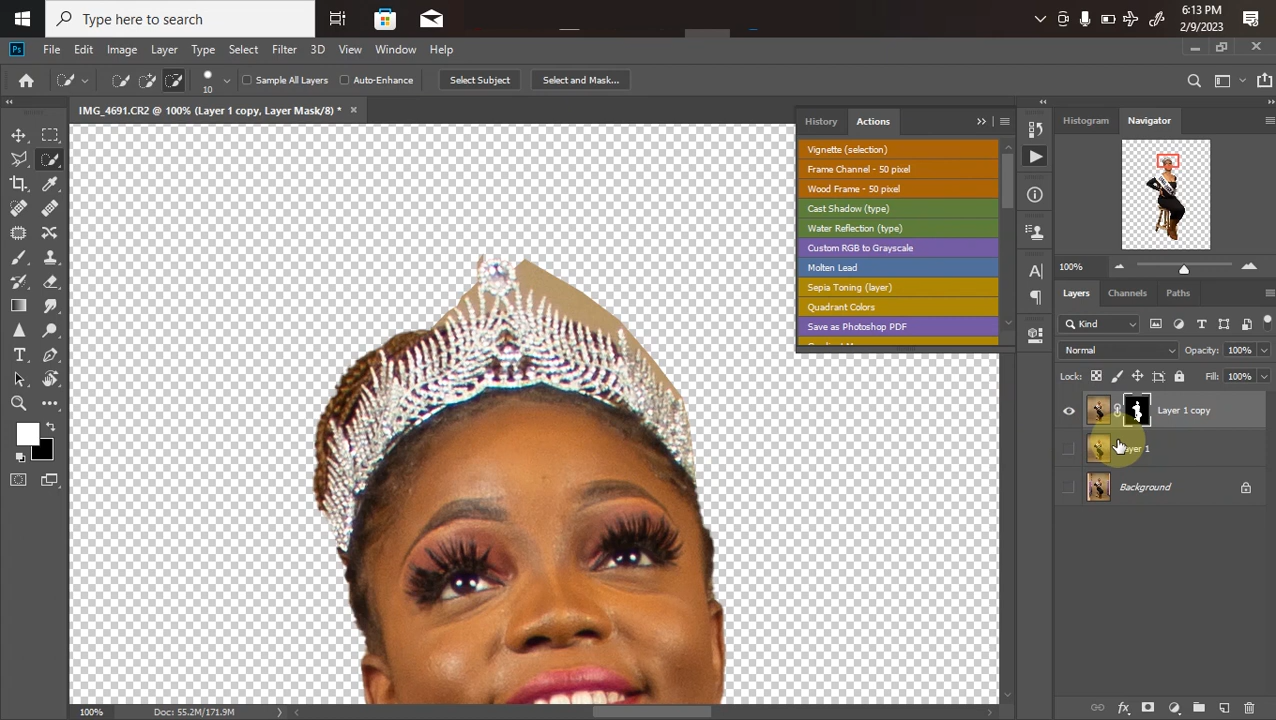 Type here to search
6:13 PM
2/9/2023
Ps File Edit Image Layer Type Select Filter 3D View Window Help
10 Sample All Layers Auto-Enhance Select Subject Select and Mask...
IMG_4691.CR2 @ 100% (Layer 1 copy, Layer Mask/8) *
History Actions
Vignette (selection)
Frame Channel - 50 pixel
Wood Frame - 50 pixel
Cast Shadow (type)
Water Reflection (type)
Custom RGB to Grayscale
Molten Lead
Sepia Toning (layer)
Quadrant Colors
Save as Photoshop PDF
Histogram Navigator
100%
Layers Channels Paths
Kind
Normal Opacity: 100%
Lock: Fill: 100%
Layer 1 copy
Layer 1
Background
100% Doc: 55.2M/171.9M